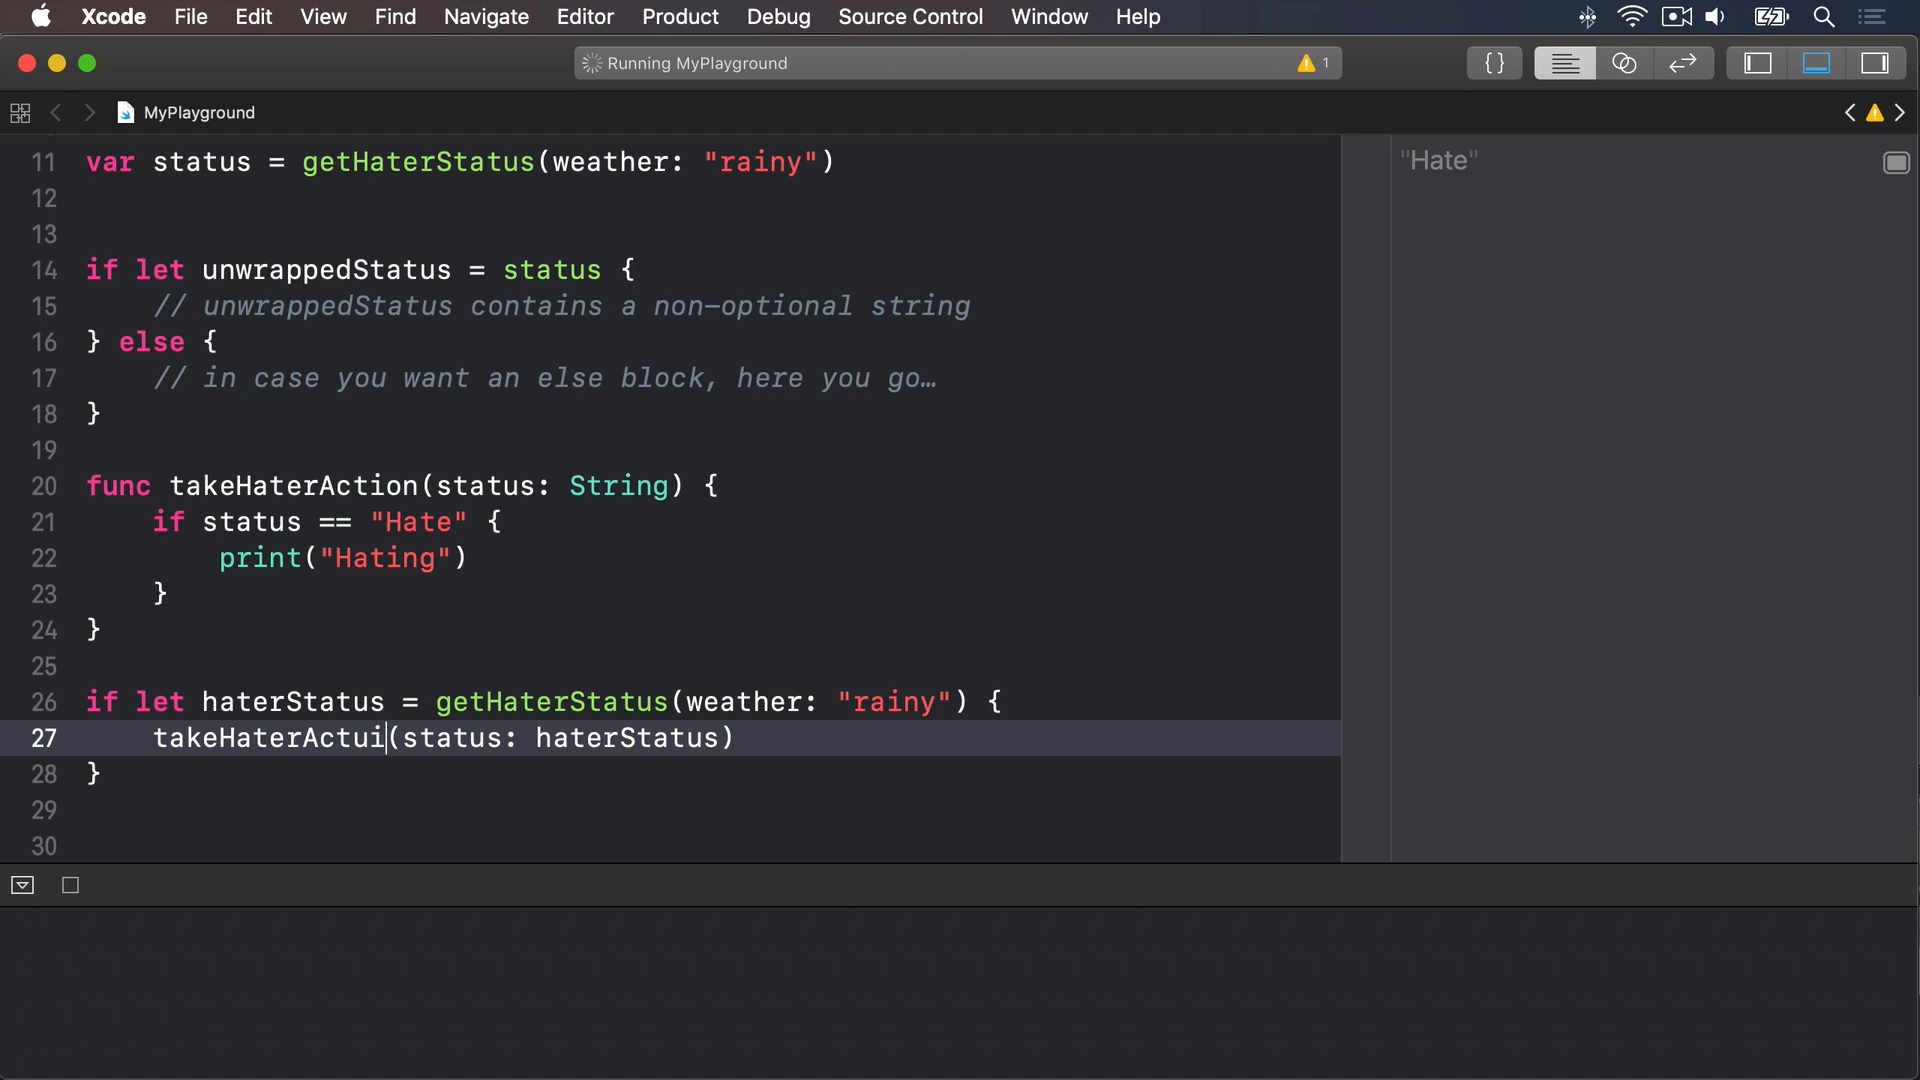 Xcode File Edit View Find Navigate Editor Product Debug Source Control Window Help
Running MyPlayground 1
MyPlayground
11 var status = getHaterStatus(weather: "rainy") "Hate"
12
13
14 if let unwrappedStatus = status {
15 // unwrappedStatus contains a non-optional string
16 } else {
17 // in case you want an else block, here you go…
18 }
19
20 func takeHaterAction(status: String) {
21 if status == "Hate" {
22 print("Hating")
23 }
24 }
25
26 if let haterStatus = getHaterStatus(weather: "rainy") {
27 takeHaterActui(status: haterStatus)
28 }
29
30